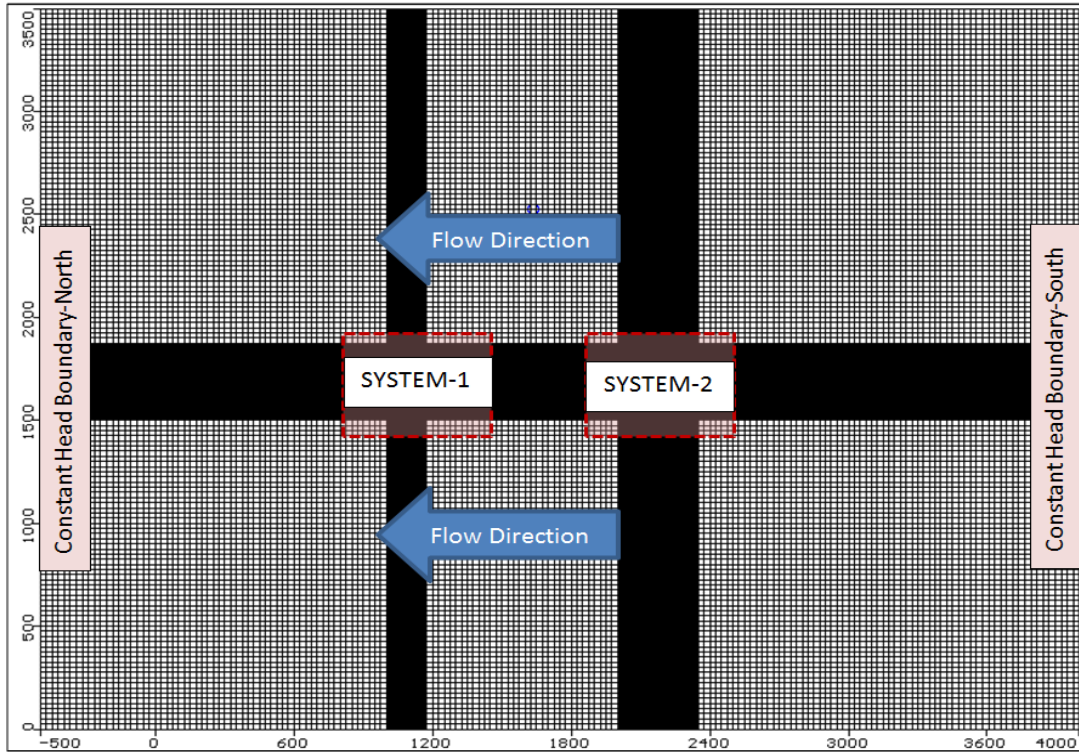 3500
3000
2500
2000
1500
1000
500
0
Constant Head Boundary-North
Flow Direction
SYSTEM-1
SYSTEM-2
Flow Direction
Constant Head Boundary-South
-500 0 600 1200 1800 2400 3000 3600 4000